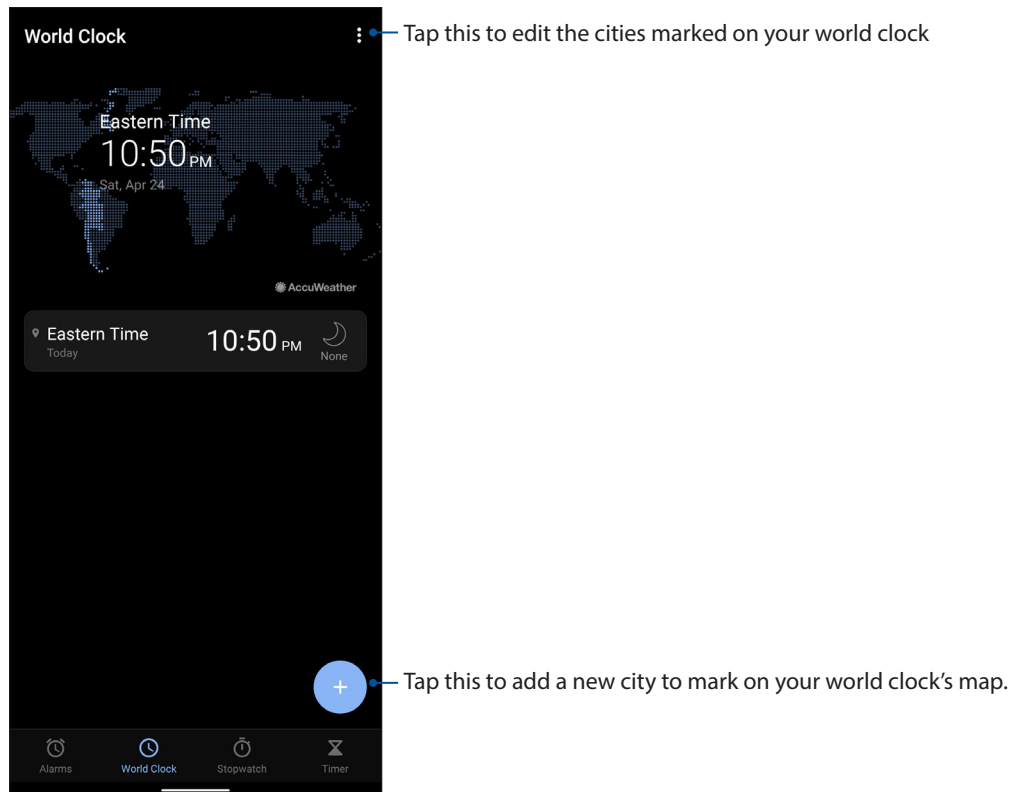 World Clock
Tap this to edit the cities marked on your world clock
Eastern Time
10:50 PM
Sat, Apr 24
AccuWeather
Eastern Time
Today
10:50 PM
None
Tap this to add a new city to mark on your world clock’s map.
Alarms
World Clock
Stopwatch
Timer